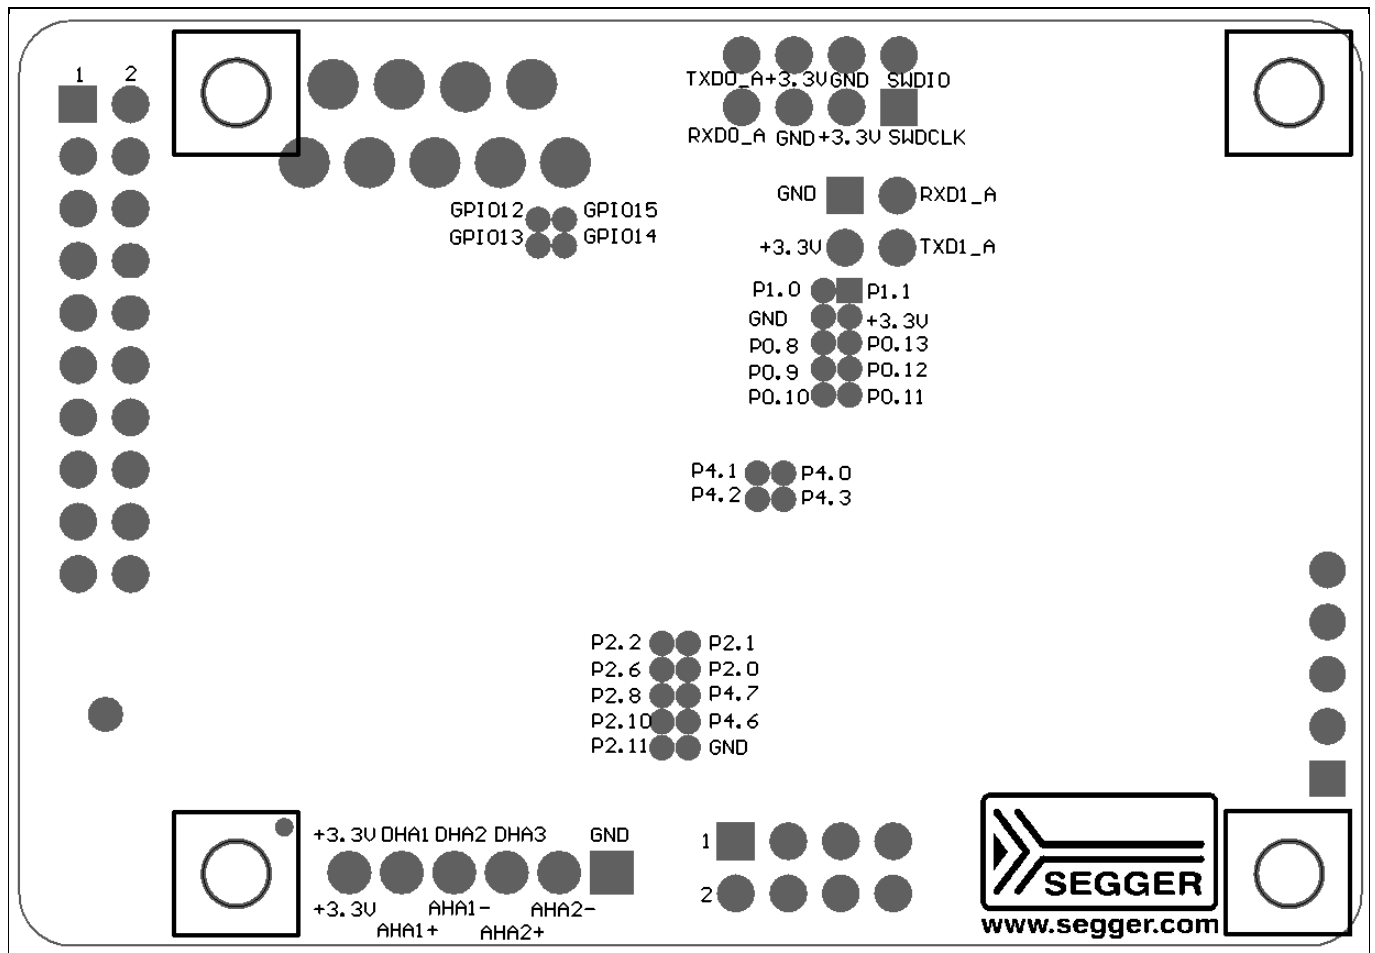 1 2
TXD0_A +3.3V GND SWDIO
RXD0_A GND +3.3V SWDCLK
GND RXD1_A
GPIO12 GPIO15
GPIO13 GPIO14
+3.3V TXD1_A
P1.0 P1.1
GND +3.3V
P0.8 P0.13
P0.9 P0.12
P0.10 P0.11
P4.1 P4.0
P4.2 P4.3
P2.2 P2.1
P2.6 P2.0
P2.8 P4.7
P2.10 P4.6
P2.11 GND
+3.3V DHA1 DHA2 DHA3 GND
+3.3V AHA1- AHA2-
AHA1+ AHA2+
1
2
SEGGER
www.segger.com